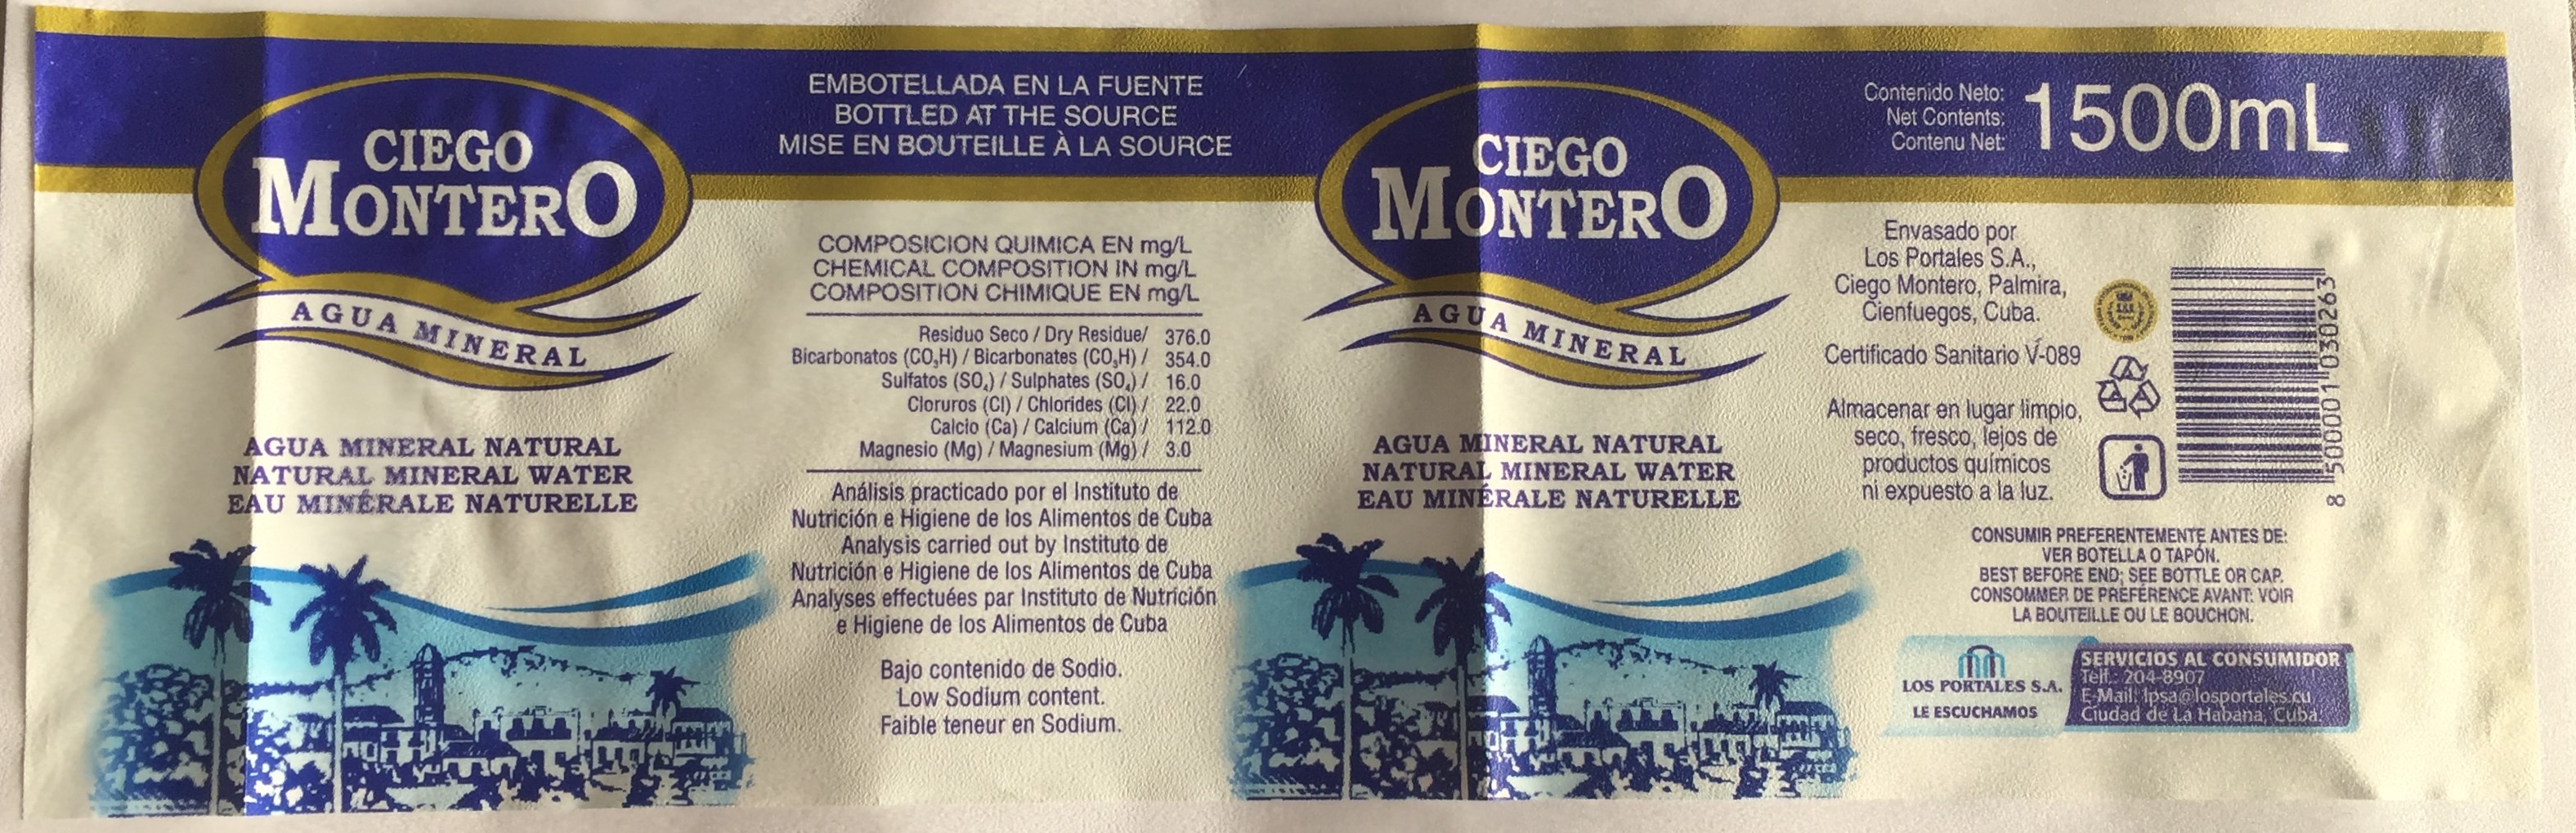 CIEGO
MONTERO
AGUA MINERAL
AGUA MINERAL NATURAL
NATURAL MINERAL WATER
EAU MINÉRALE NATURELLE
EMBOTELLADA EN LA FUENTE
BOTTLED AT THE SOURCE
MISE EN BOUTEILLE À LA SOURCE
COMPOSICION QUIMICA EN mg/L
CHEMICAL COMPOSITION IN mg/L
COMPOSITION CHIMIQUE EN mg/L
Residuo Seco / Dry Residue/ 376.0
Bicarbonatos (CO₃H) / Bicarbonates (CO₃H) / 354.0
Sulfatos (SO₄) / Sulphates (SO₄) / 16.0
Cloruros (Cl) / Chlorides (Cl) / 22.0
Calcio (Ca) / Calcium (Ca) / 112.0
Magnesio (Mg) / Magnesium (Mg) / 3.0
Análisis practicado por el Instituto de
Nutrición e Higiene de los Alimentos de Cuba
Analysis carried out by Instituto de
Nutrición e Higiene de los Alimentos de Cuba
Analyses effectuées par Instituto de Nutrición
e Higiene de los Alimentos de Cuba
Bajo contenido de Sodio.
Low Sodium content.
Faible teneur en Sodium.
CIEGO
MONTERO
AGUA MINERAL
AGUA MINERAL NATURAL
NATURAL MINERAL WATER
EAU MINÉRALE NATURELLE
Contenido Neto:
Net Contents:
Contenu Net:
1500mL
Envasado por
Los Portales S.A.,
Ciego Montero, Palmira,
Cienfuegos, Cuba.
Certificado Sanitario V-089
Almacenar en lugar limpio,
seco, fresco, lejos de
productos químicos
ni expuesto a la luz.
8 500001 030263
CONSUMIR PREFERENTEMENTE ANTES DE:
VER BOTELLA O TAPÓN.
BEST BEFORE END; SEE BOTTLE OR CAP.
CONSOMMER DE PRÉFÉRENCE AVANT: VOIR
LA BOUTEILLE OU LE BOUCHON.
LOS PORTALES S.A.
LE ESCUCHAMOS
SERVICIOS AL CONSUMIDOR
Telf.: 204-8907
E-Mail: lpsa@losportales.cu
Ciudad de La Habana, Cuba.